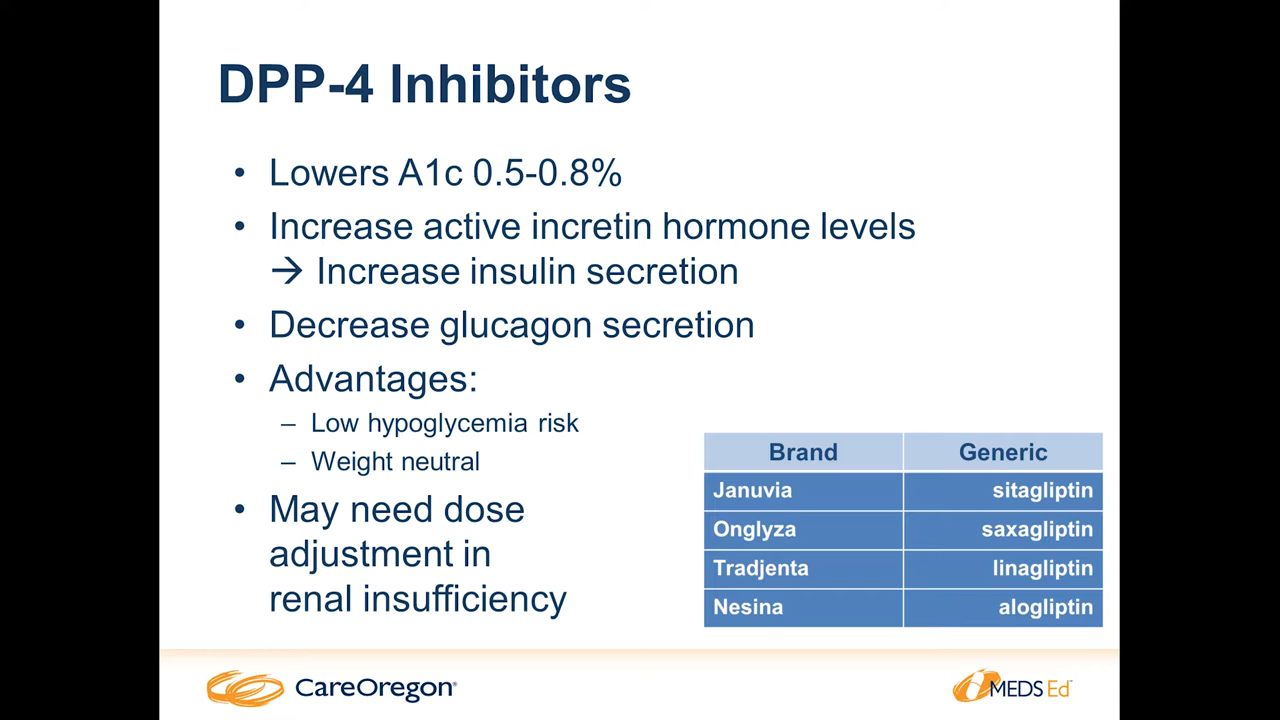 DPP-4 Inhibitors
• Lowers A1c 0.5-0.8%
• Increase active incretin hormone levels
→ Increase insulin secretion
• Decrease glucagon secretion
• Advantages:
– Low hypoglycemia risk
– Weight neutral
• May need dose
adjustment in
renal insufficiency
Brand Generic
Januvia sitagliptin
Onglyza saxagliptin
Tradjenta linagliptin
Nesina alogliptin
CareOregon®
MEDS Ed™